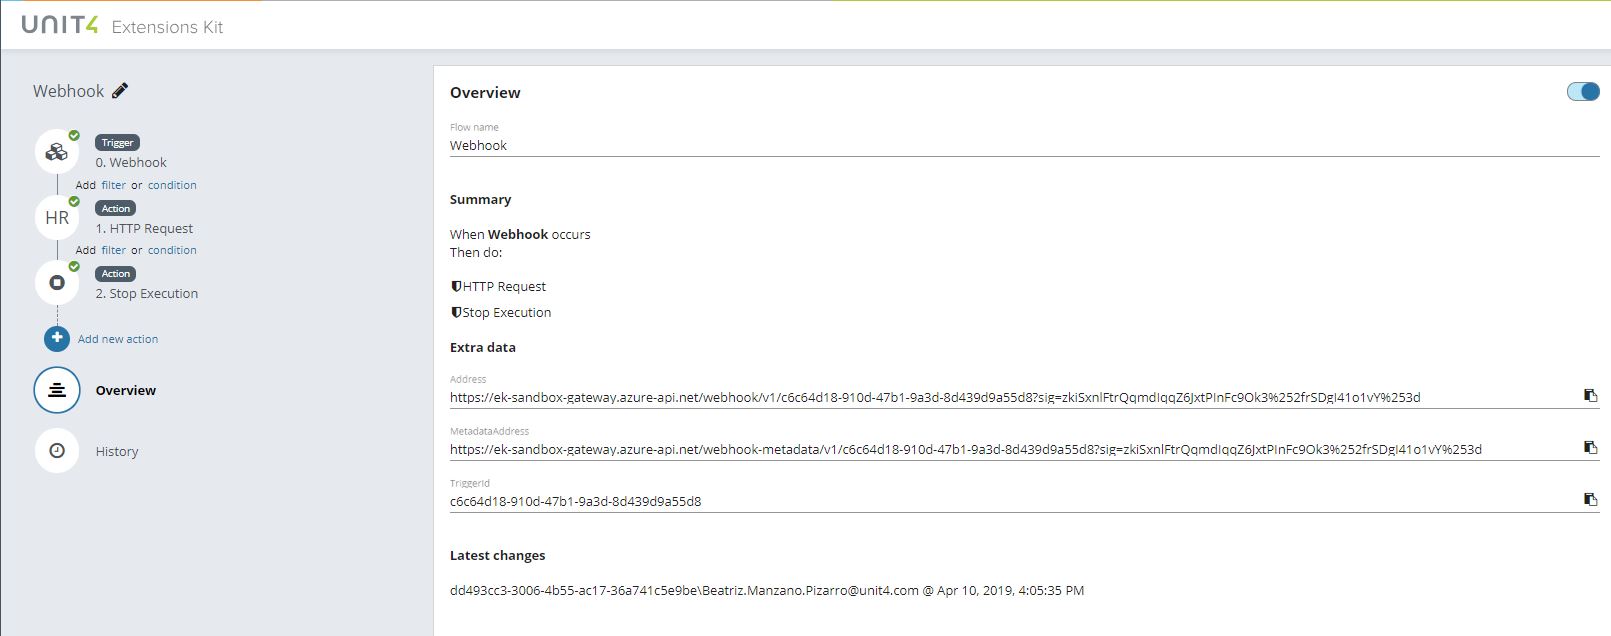 UNIT4 Extensions Kit
Webhook
Trigger
0. Webhook
Add filter or condition
HR
Action
1. HTTP Request
Add filter or condition
Action
2. Stop Execution
Add new action
Overview
History
Overview
Flow name
Webhook
Summary
When Webhook occurs
Then do:
HTTP Request
Stop Execution
Extra data
Address
https://ek-sandbox-gateway.azure-api.net/webhook/v1/c6c64d18-910d-47b1-9a3d-8d439d9a55d8?sig=zkiSxnlFtrQqmdIqqZ6JxtPInFc9Ok3%252frSDgI41o1vY%253d
MetadataAddress
https://ek-sandbox-gateway.azure-api.net/webhook-metadata/v1/c6c64d18-910d-47b1-9a3d-8d439d9a55d8?sig=zkiSxnlFtrQqmdIqqZ6JxtPInFc9Ok3%252frSDgI41o1vY%253d
TriggerId
c6c64d18-910d-47b1-9a3d-8d439d9a55d8
Latest changes
dd493cc3-3006-4b55-ac17-36a741c5e9be\Beatriz.Manzano.Pizarro@unit4.com @ Apr 10, 2019, 4:05:35 PM